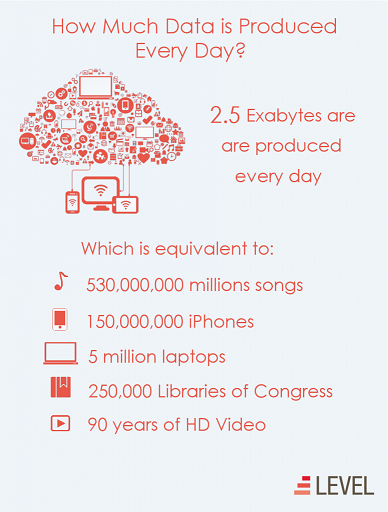 How Much Data is Produced
Every Day?
2.5 Exabytes are
are produced
every day
Which is equivalent to:
530,000,000 millions songs
150,000,000 iPhones
5 million laptops
250,000 Libraries of Congress
90 years of HD Video
LEVEL